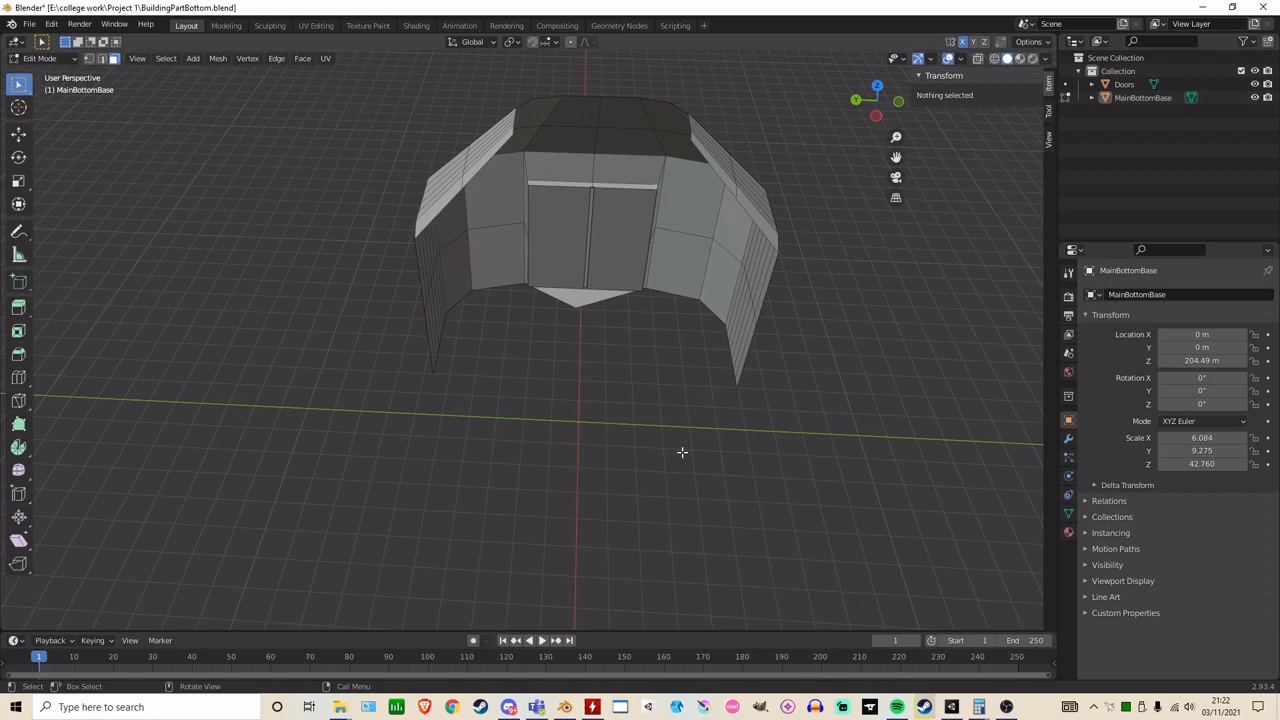 Blender* [E:\college work\Project 1\BuildingPartBottom.blend]
File Edit Render Window Help Layout Modeling Sculpting UV Editing Texture Paint Shading Animation Rendering Compositing Geometry Nodes Scripting + Scene View Layer
Global Options
Edit Mode View Select Add Mesh Vertex Edge Face UV
User Perspective
(1) MainBottomBase
Transform
Nothing selected
Item
Tool
View
Z
Y
Scene Collection
Collection
Doors
MainBottomBase
MainBottomBase
MainBottomBase
Transform
Location X 0 m
Y 0 m
Z 204.49 m
Rotation X 0°
Y 0°
Z 0°
Mode XYZ Euler
Scale X 6.084
Y 9.275
Z 42.760
Delta Transform
Relations
Collections
Instancing
Motion Paths
Visibility
Viewport Display
Line Art
Custom Properties
Playback Keying View Marker 1 Start 1 End 250
1 10 20 30 40 50 60 70 80 90 100 110 120 130 140 150 160 170 180 190 200 210 220 230 240 250
Select Box Select Rotate View Call Menu 2.93.4
Type here to search
21:22
03/11/2021